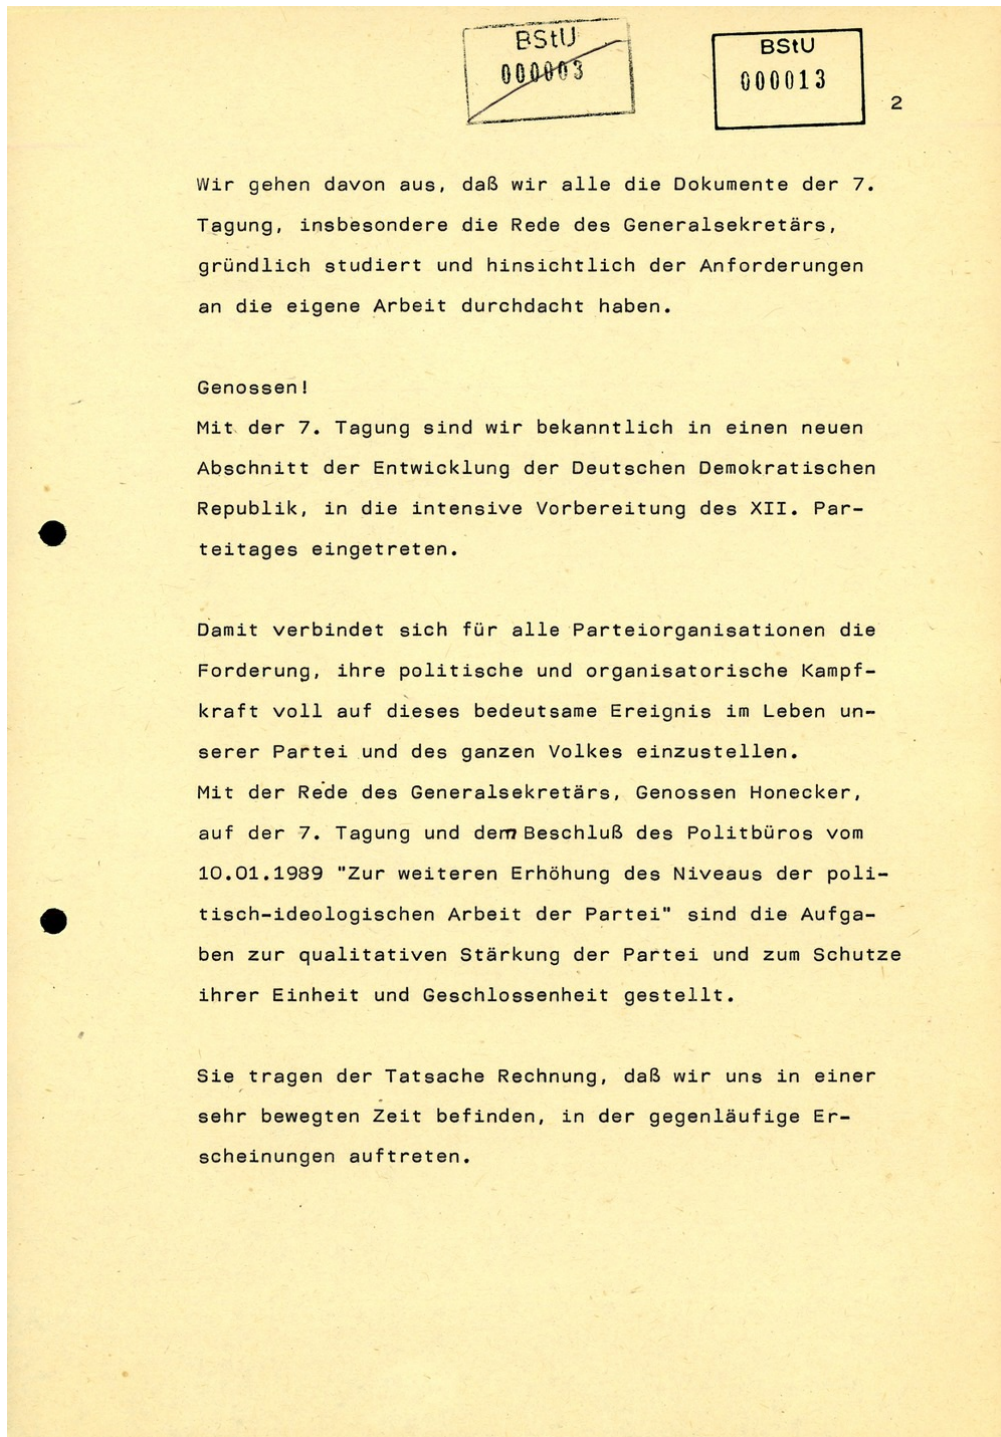 BStU
000003
BStU
000013
2
Wir gehen davon aus, daß wir alle die Dokumente der 7.
Tagung, insbesondere die Rede des Generalsekretärs,
gründlich studiert und hinsichtlich der Anforderungen
an die eigene Arbeit durchdacht haben.
Genossen!
Mit der 7. Tagung sind wir bekanntlich in einen neuen
Abschnitt der Entwicklung der Deutschen Demokratischen
Republik, in die intensive Vorbereitung des XII. Par-
teitages eingetreten.
Damit verbindet sich für alle Parteiorganisationen die
Forderung, ihre politische und organisatorische Kampf-
kraft voll auf dieses bedeutsame Ereignis im Leben un-
serer Partei und des ganzen Volkes einzustellen.
Mit der Rede des Generalsekretärs, Genossen Honecker,
auf der 7. Tagung und dem Beschluß des Politbüros vom
10.01.1989 "Zur weiteren Erhöhung des Niveaus der poli-
tisch-ideologischen Arbeit der Partei" sind die Aufga-
ben zur qualitativen Stärkung der Partei und zum Schutze
ihrer Einheit und Geschlossenheit gestellt.
Sie tragen der Tatsache Rechnung, daß wir uns in einer
sehr bewegten Zeit befinden, in der gegenläufige Er-
scheinungen auftreten.